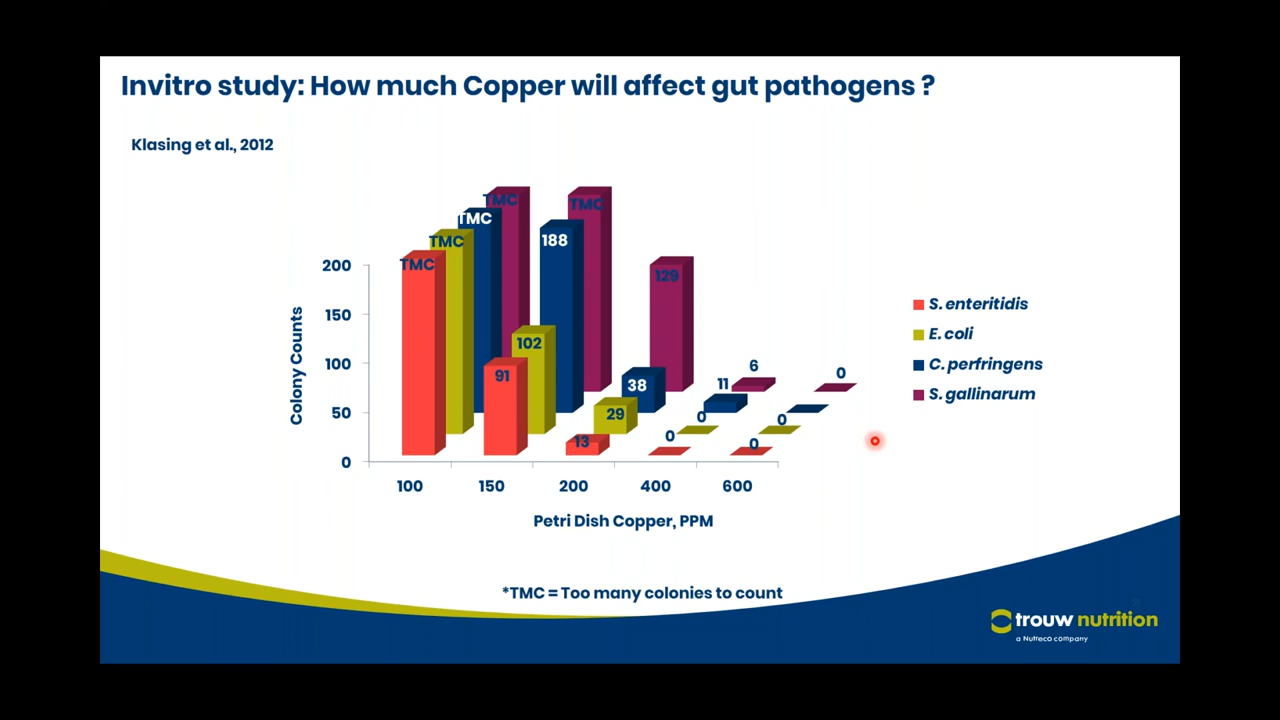 Invitro study: How much Copper will affect gut pathogens ?
Klasing et al., 2012
TMC
TMC
TMC
TMC
TMC
188
129
102
91
38
29
13
11
6
0
0
0
0
0
0
200
150
100
50
0
Colony Counts
100 150 200 400 600
Petri Dish Copper, PPM
S. enteritidis
E. coli
C. perfringens
S. gallinarum
*TMC = Too many colonies to count
trouw nutrition
a Nutreco company